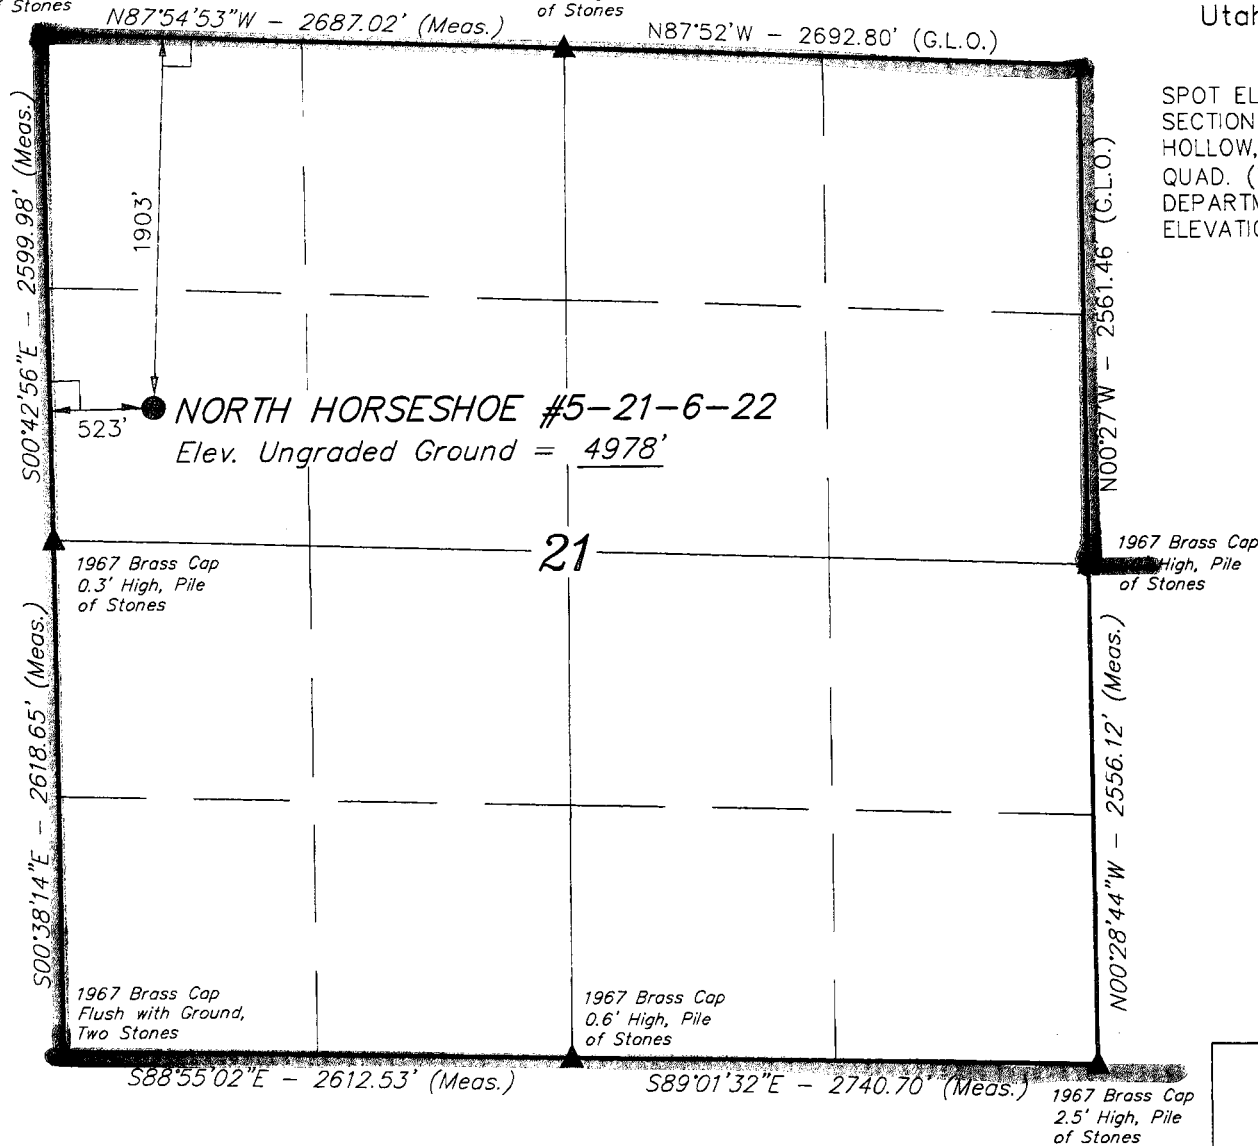 of Stones
of Stones
N87°54'53"W - 2687.02' (Meas.)
N87°52'W - 2692.80' (G.L.O.)
Utah
SPOT EL
SECTION
HOLLOW,
QUAD. (
DEPARTM
ELEVATIO
S00°42'56"E - 2599.98' (Meas.)
1903'
N00°27'W - 2561.46' (G.L.O.)
523'
NORTH HORSESHOE #5-21-6-22
Elev. Ungraded Ground = 4978'
21
1967 Brass Cap
0.3' High, Pile
of Stones
1967 Brass Cap
High, Pile
of Stones
S00°38'14"E - 2618.65' (Meas.)
N00°28'44"W - 2556.12' (Meas.)
1967 Brass Cap
Flush with Ground,
Two Stones
1967 Brass Cap
0.6' High, Pile
of Stones
S88°55'02"E - 2612.53' (Meas.)
S89°01'32"E - 2740.70' (Meas.)
1967 Brass Cap
2.5' High, Pile
of Stones